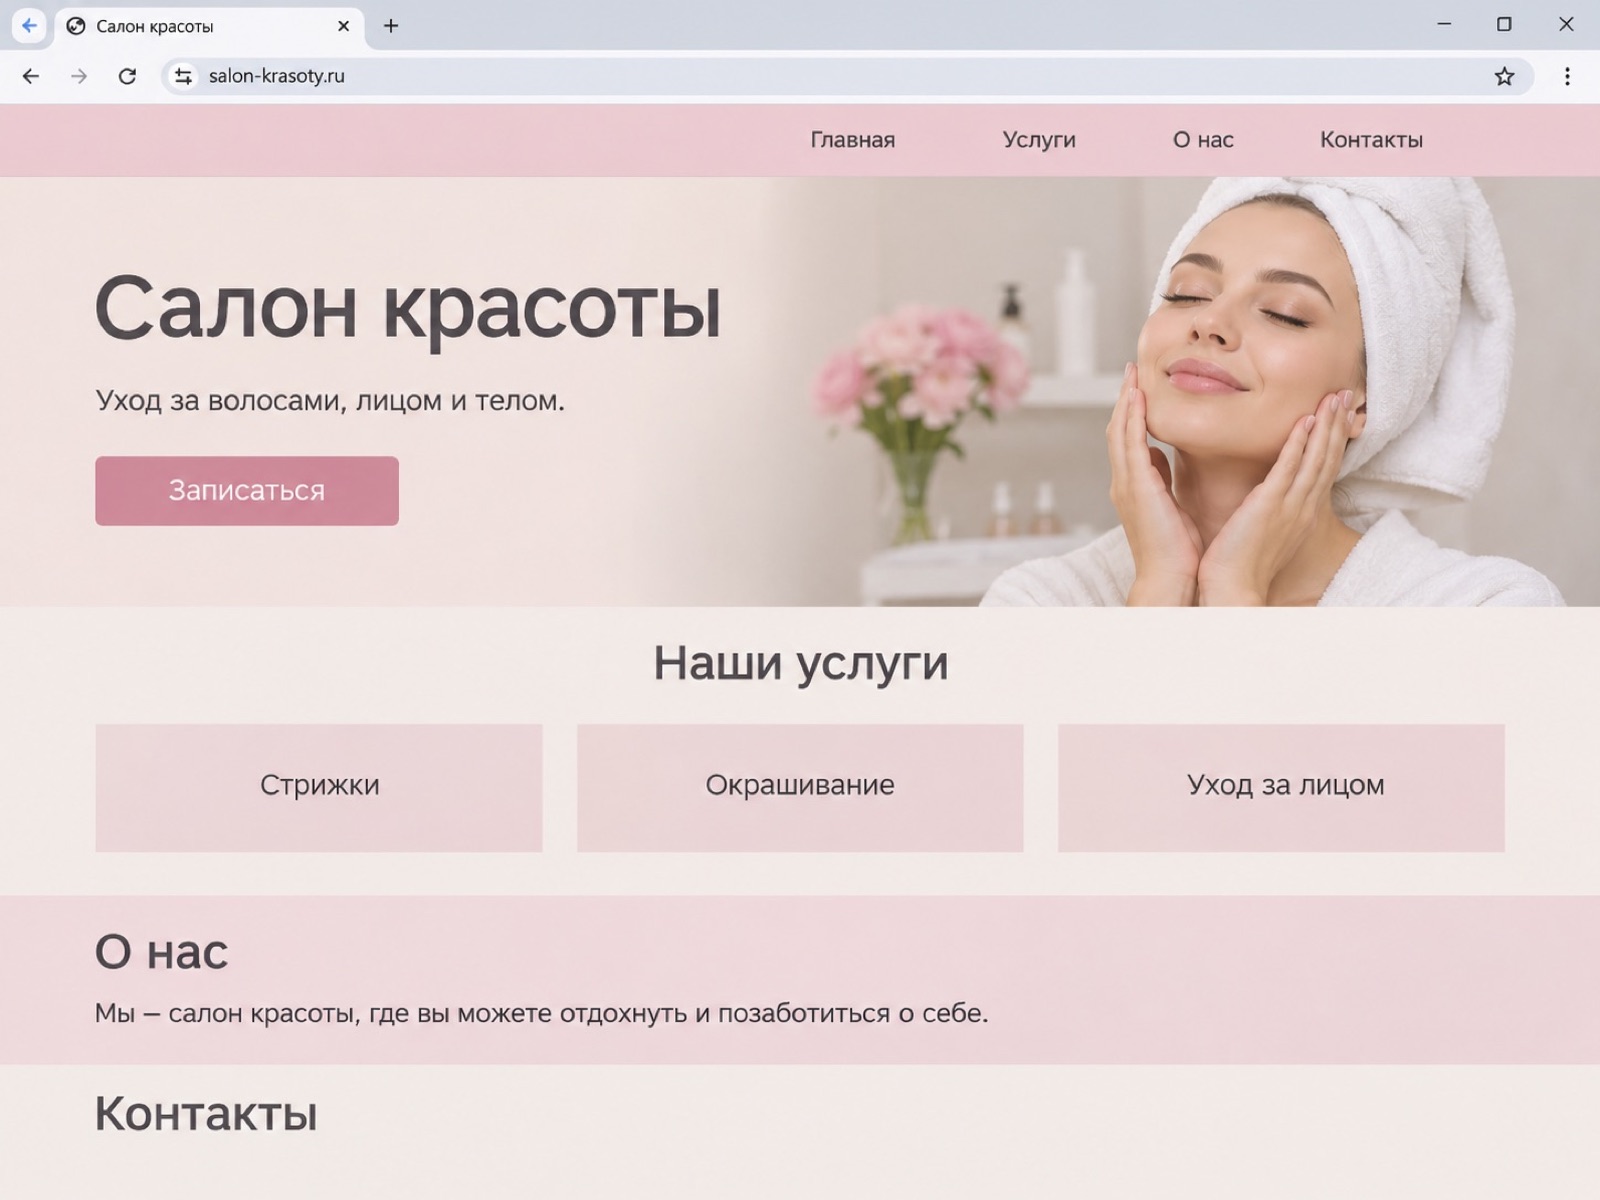 Салон красоты
salon-krasoty.ru
Главная Услуги О нас Контакты
Салон красоты
Уход за волосами, лицом и телом.
Записаться
Наши услуги
Стрижки
Окрашивание
Уход за лицом
О нас
Мы — салон красоты, где вы можете отдохнуть и позаботиться о себе.
Контакты